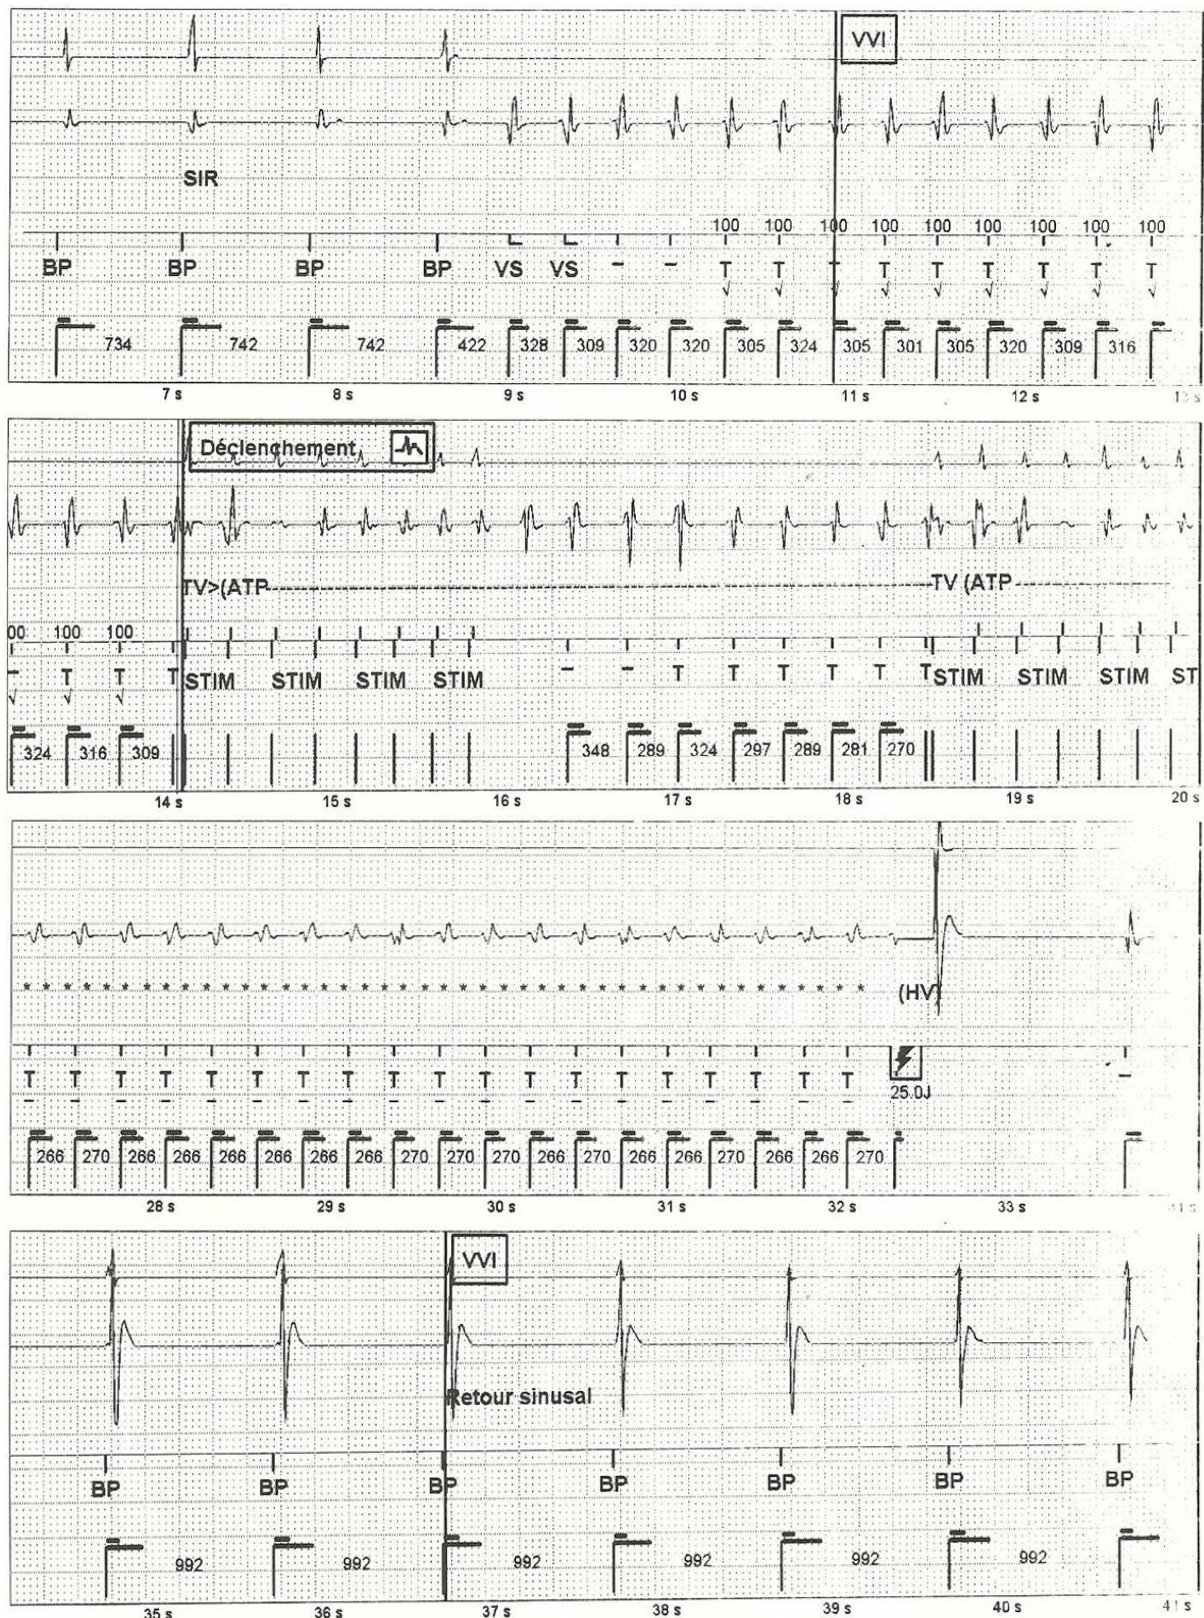 VVI
SIR
100 100 100 100 100 100 100 100 100
BP BP BP BP VS VS - - T T T T T T T T T
√ √ √ √ √ √ √ √ √
734 742 742 422 328 309 320 320 305 324 305 301 305 320 309 316
7 s 8 s 9 s 10 s 11 s 12 s 13 s
Déclenchement
TV>(ATP TV (ATP
00 100 100
T T T STIM STIM STIM STIM - - T T T T T T STIM STIM STIM ST
√ √ √
324 316 309 348 289 324 297 289 281 270
14 s 15 s 16 s 17 s 18 s 19 s 20 s
* * * * * * * * * * * * * * * * * * * * * * * * * * * * * * * * * * * * * * (HV
T T T T T T T T T T T T T T T T T T T -
- - - - - - - - - - - - - - - - - - - 25.0J
266 270 266 266 266 266 266 266 270 270 270 266 270 266 266 270 266 266 270
28 s 29 s 30 s 31 s 32 s 33 s
VVI
Retour sinusal
BP BP BP BP BP BP BP
992 992 992 992 992 992
35 s 36 s 37 s 38 s 39 s 40 s 41 s